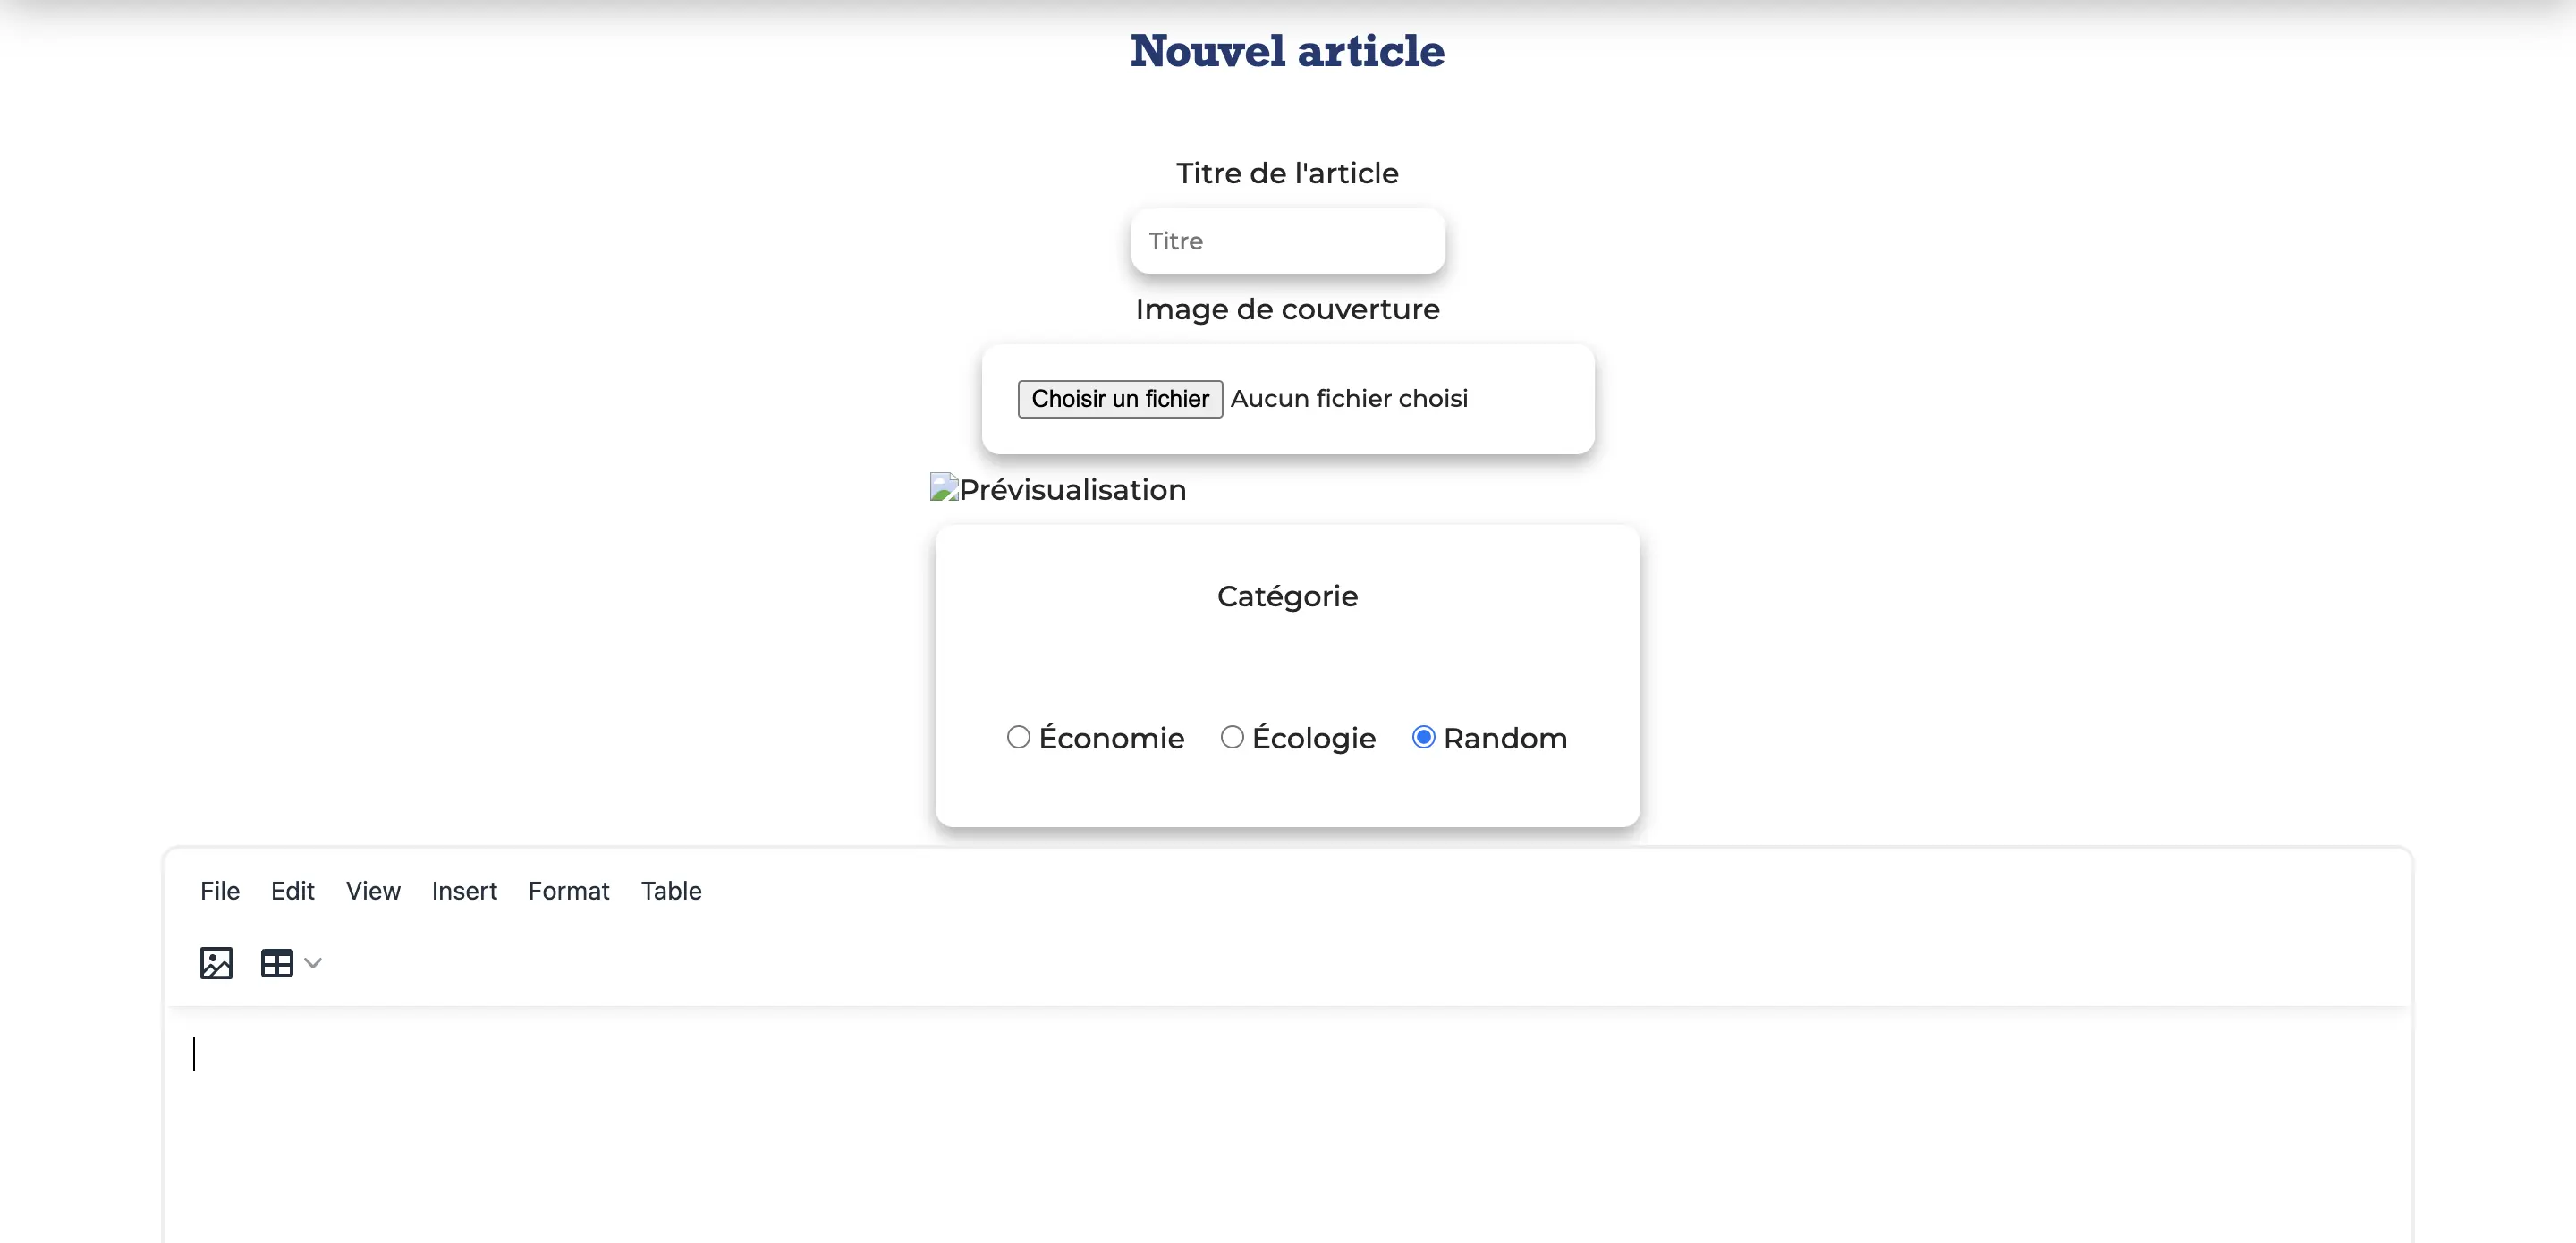 Nouvel article
Titre de l'article
Titre
Image de couverture
Choisir un fichier Aucun fichier choisi
Prévisualisation
Catégorie
Économie Écologie Random
File Edit View Insert Format Table